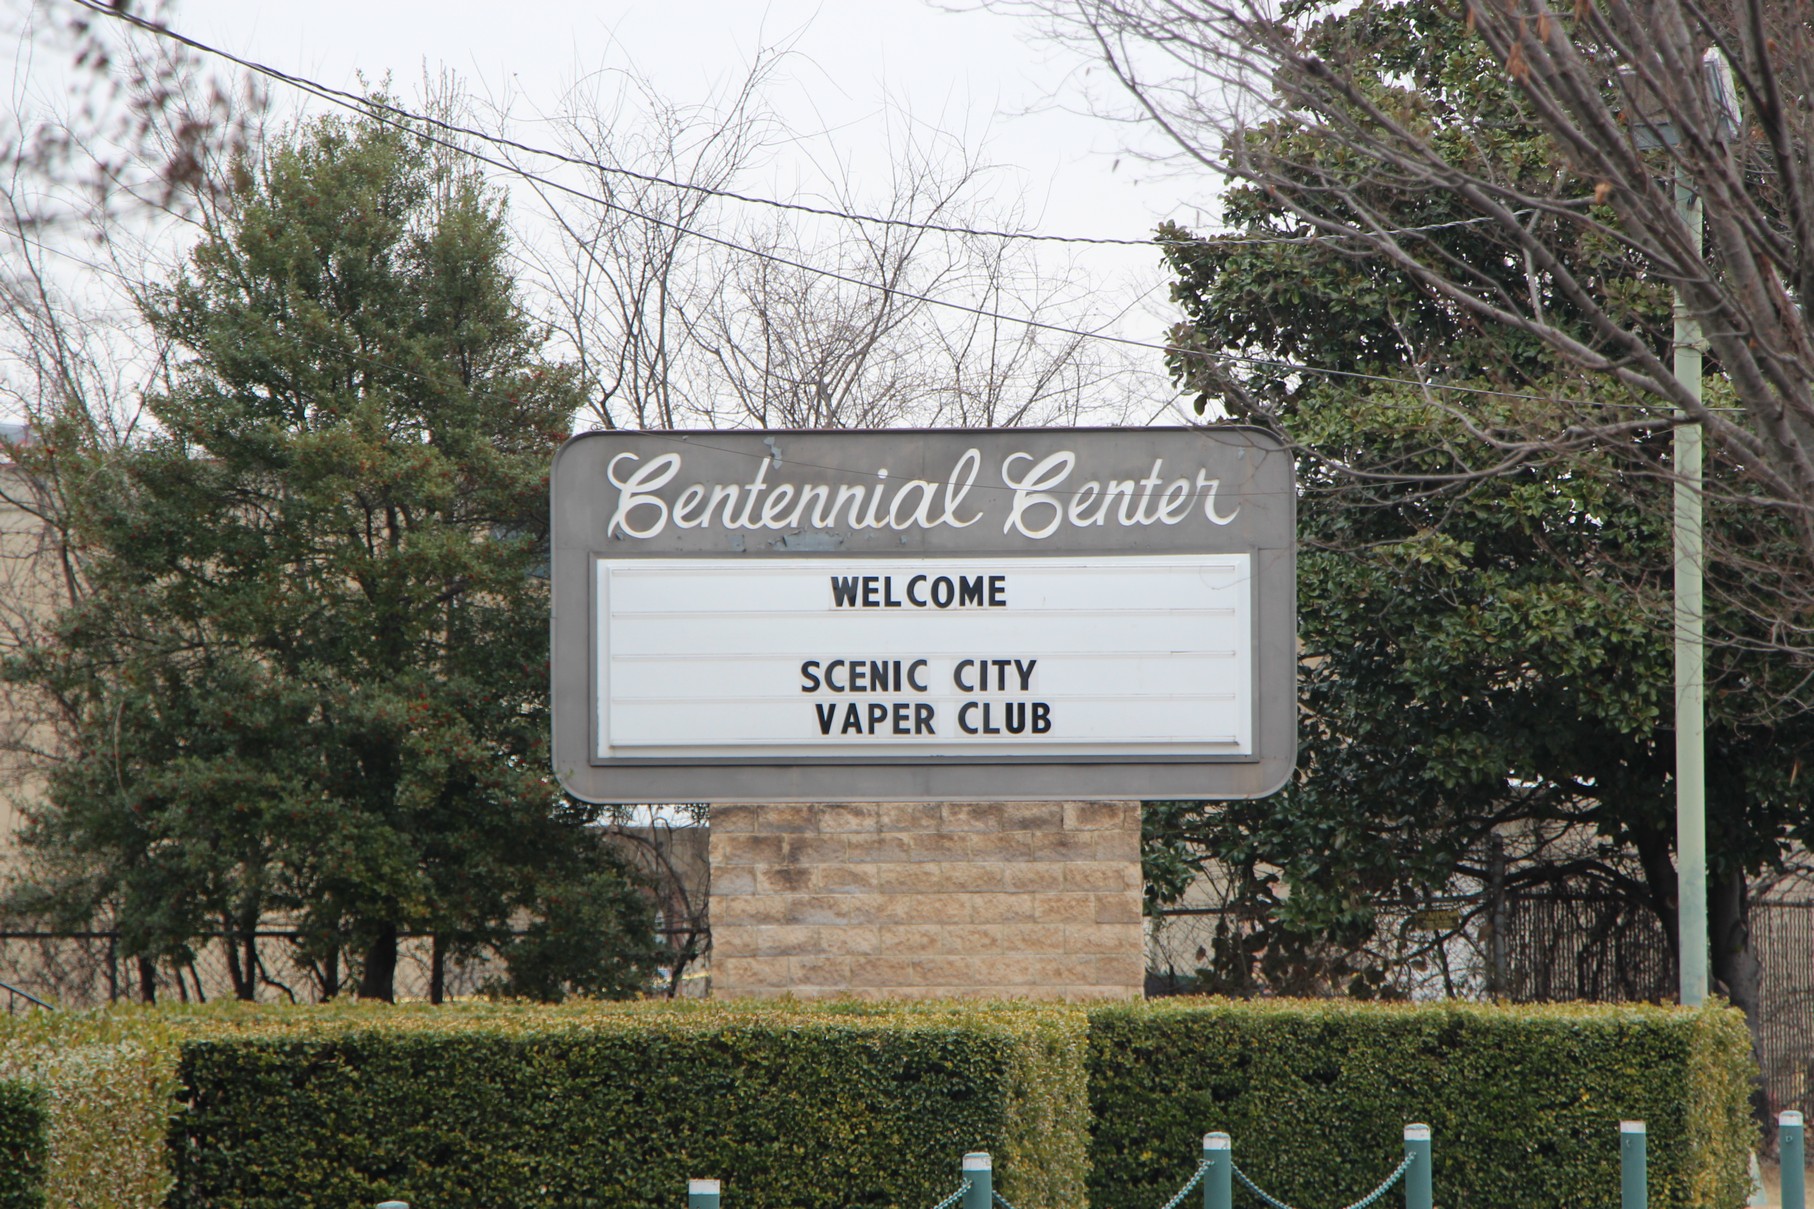 Centennial Center
WELCOME
SCENIC CITY
VAPER CLUB